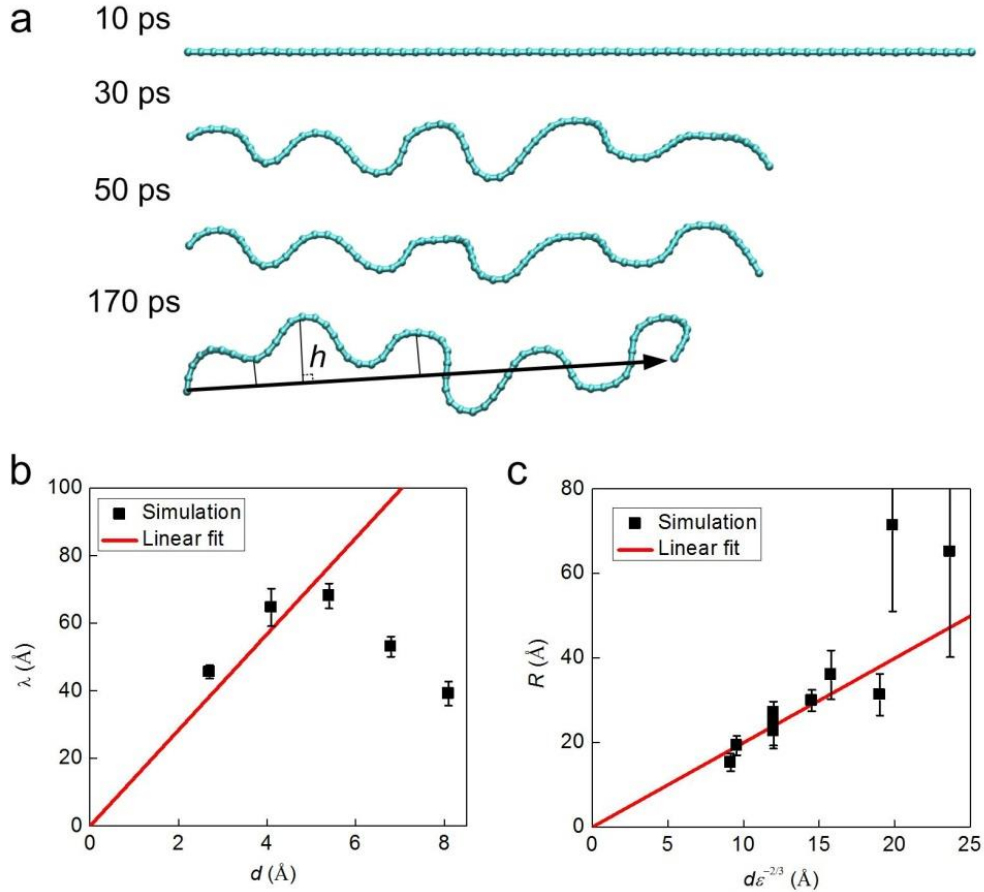 a
10 ps
30 ps
50 ps
170 ps
h
b
100
80
60
40
20
0
λ (Å)
Simulation
Linear fit
0 2 4 6 8
d (Å)
c
80
60
40
20
0
R (Å)
Simulation
Linear fit
0 5 10 15 20 25
dε⁻²/³ (Å)